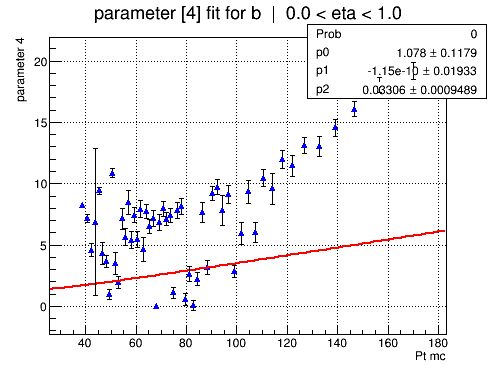 parameter [4] fit for b | 0.0 < eta < 1.0
Prob 0
p0 1.078 ± 0.1179
p1 -1.15e-10 ± 0.01933
p2 0.03306 ± 0.0009489
parameter 4
20
15
10
5
0
40 60 80 100 120 140 160 180
Pt mc